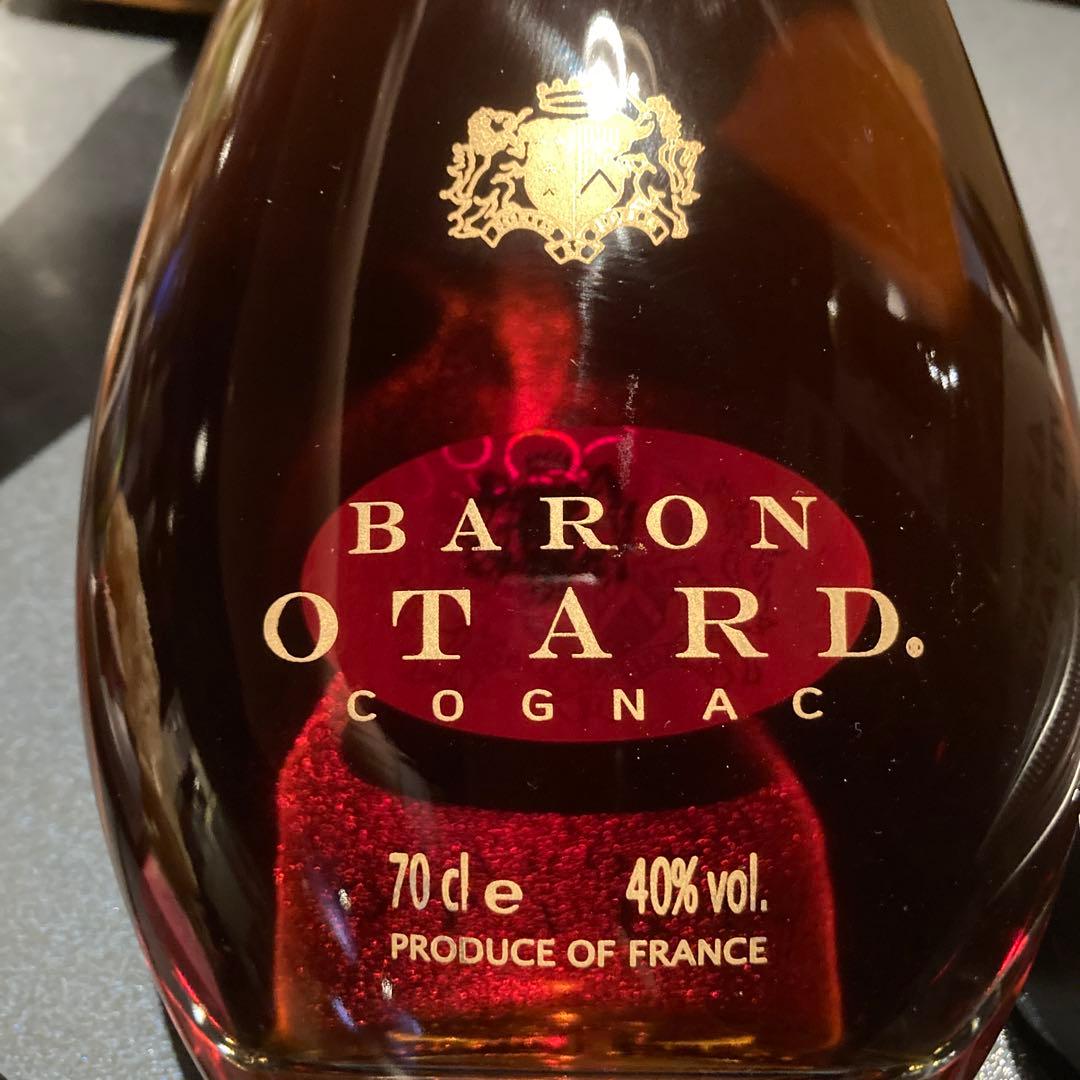 BARON
OTARD®
COGNAC
70 cl e 40% vol.
PRODUCE OF FRANCE